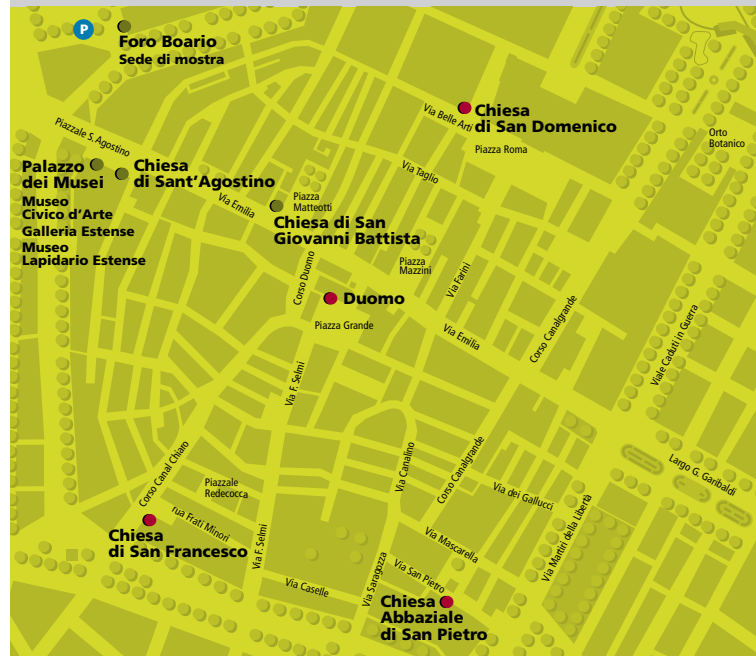 P
Foro Boario
Sede di mostra
Via Belle Arti
Chiesa
di San Domenico
Piazza Roma
Orto
Botanico
Piazzale S. Agostino
Palazzo
dei Musei
Museo
Civico d'Arte
Galleria Estense
Museo
Lapidario Estense
Chiesa
di Sant'Agostino
Via Taglio
Via Emilia
Piazza
Matteotti
Chiesa di San
Giovanni Battista
Piazza
Mazzini
Via Farini
Corso Duomo
Duomo
Piazza Grande
Via Emilia
Corso Canalgrande
Viale Caduti in Guerra
Via F. Selmi
Corso Canal Chiaro
Piazzale
Redecocca
Via Canalino
Corso Canalgrande
Via dei Gallucci
Largo G. Garibaldi
rua Frati Minori
Chiesa
di San Francesco
Via F. Selmi
Via Mascarella
Via Martiri della Libertà
Via Caselle
Via Saragozza
Via San Pietro
Chiesa
Abbaziale
di San Pietro